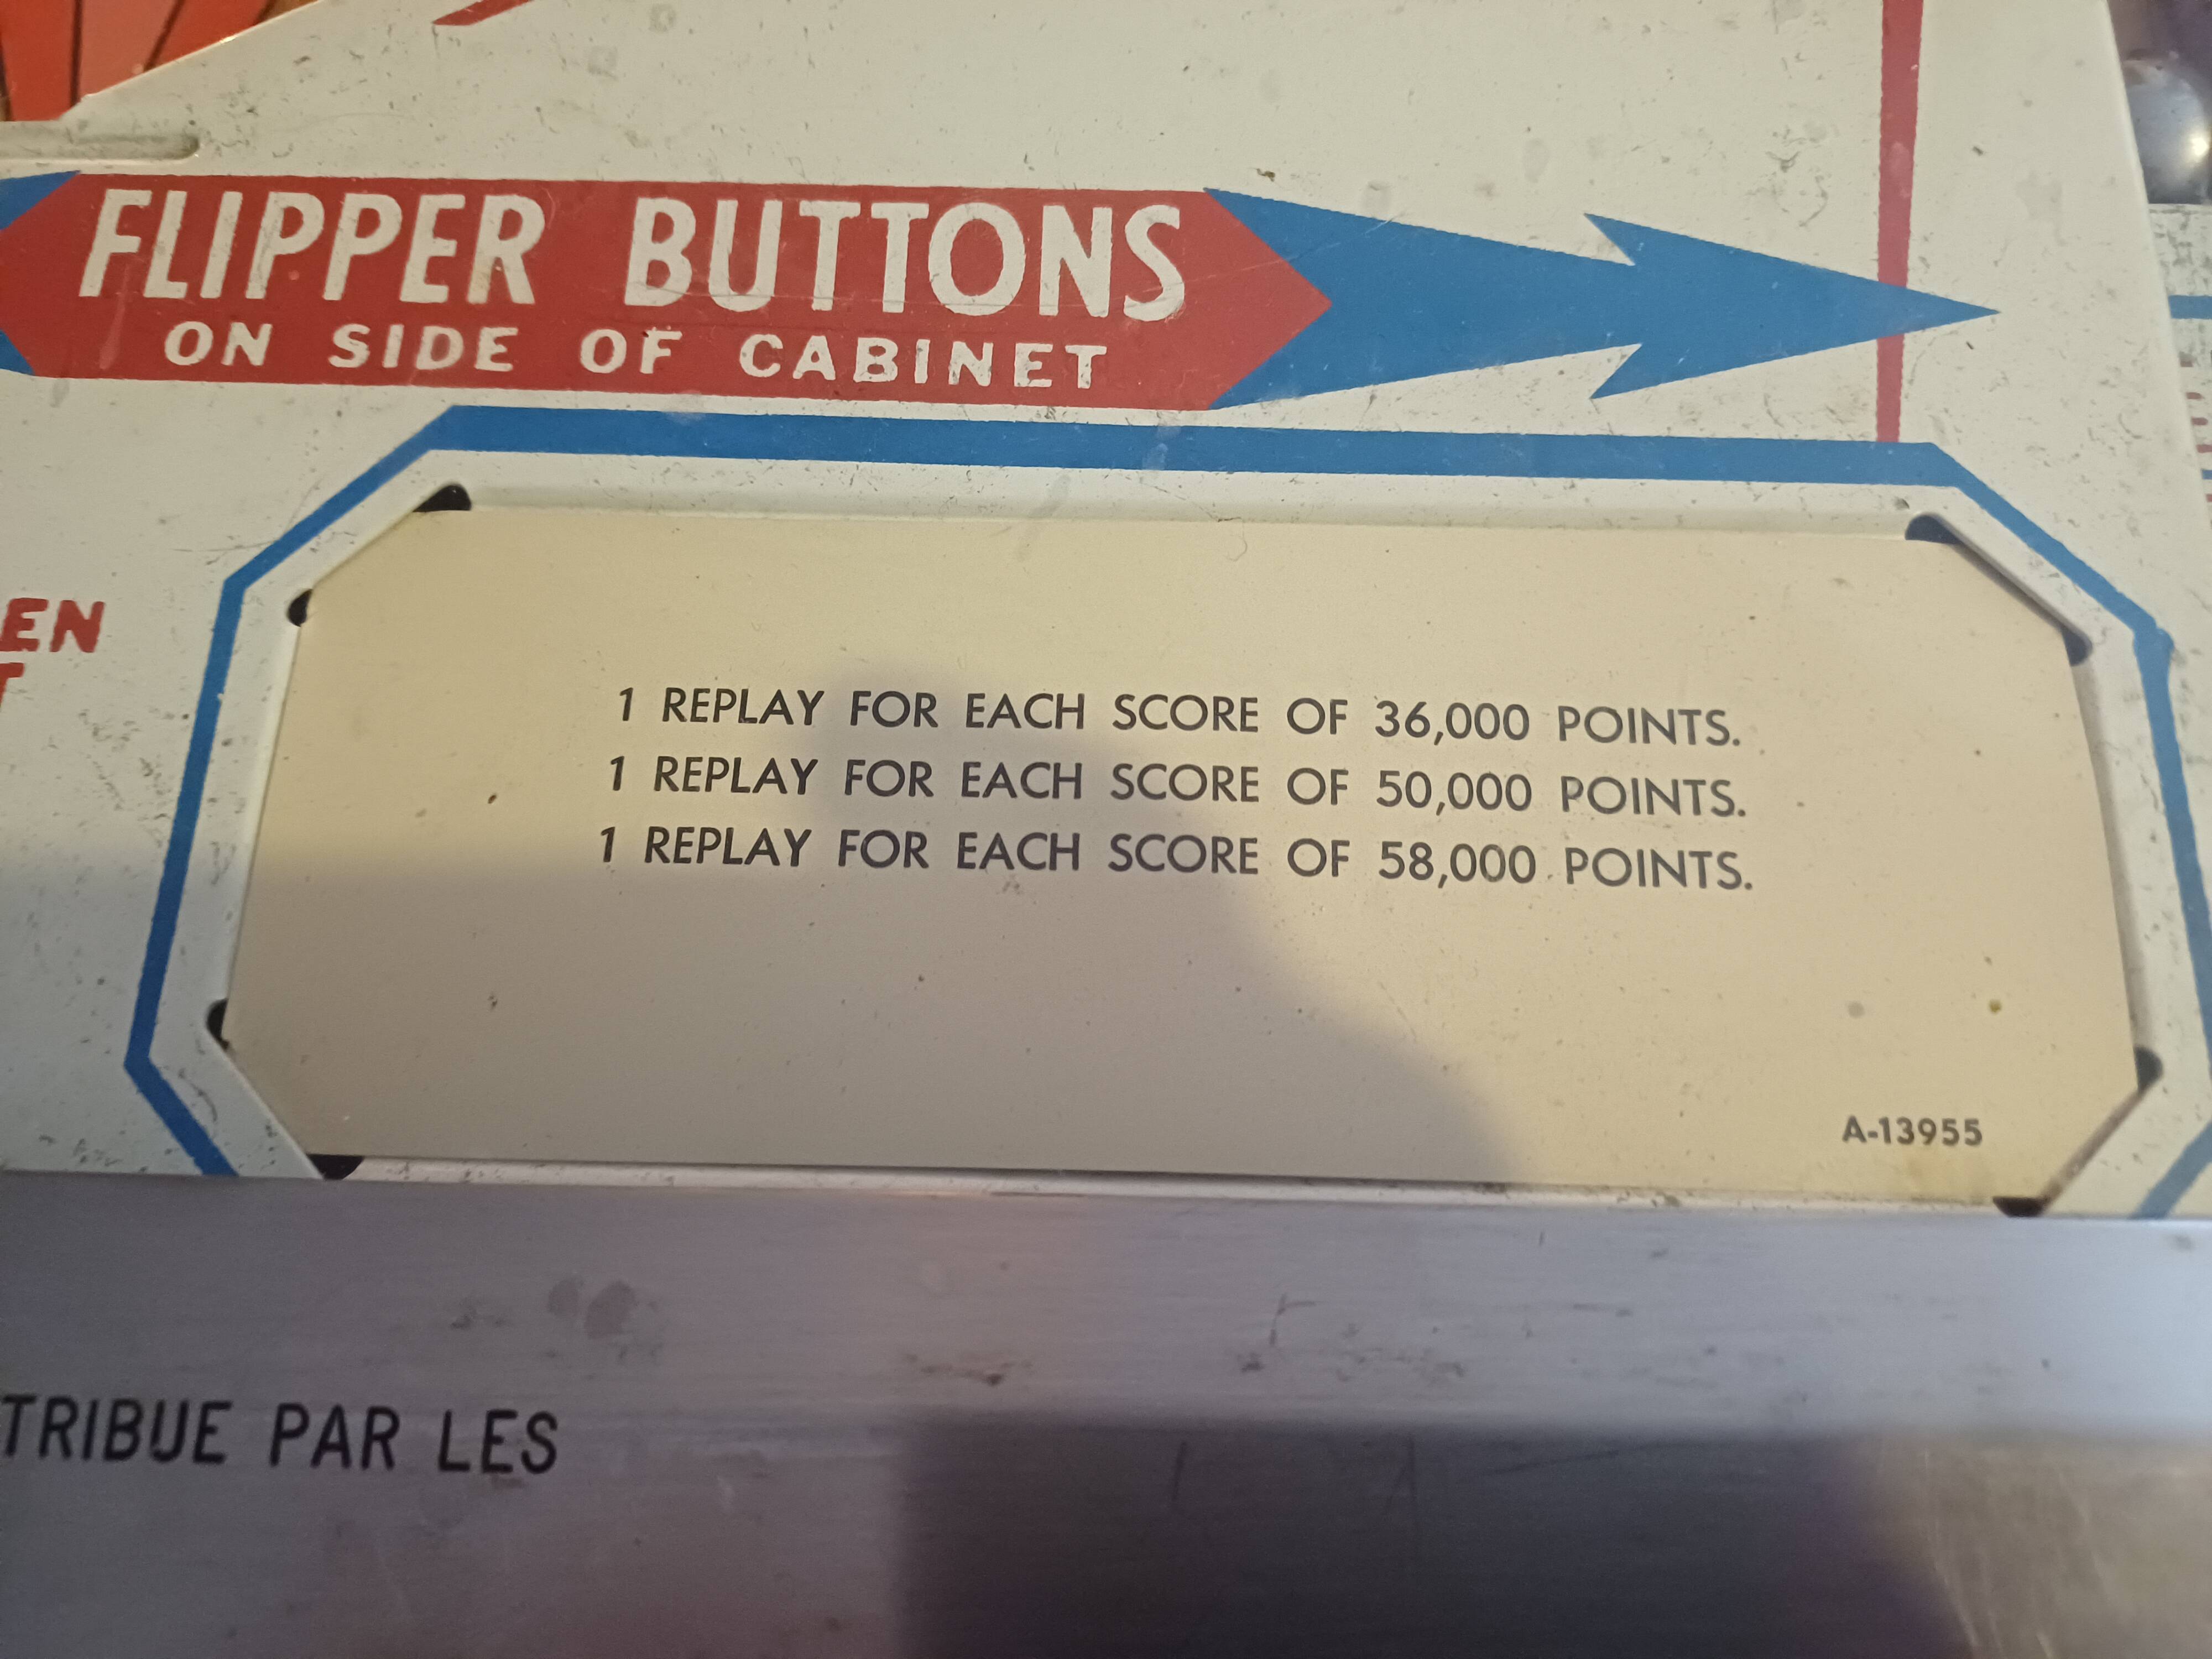 FLIPPER BUTTONS
ON SIDE OF CABINET
EN
T
1 REPLAY FOR EACH SCORE OF 36,000 POINTS.
1 REPLAY FOR EACH SCORE OF 50,000 POINTS.
1 REPLAY FOR EACH SCORE OF 58,000 POINTS.
A-13955
TRIBUE PAR LES